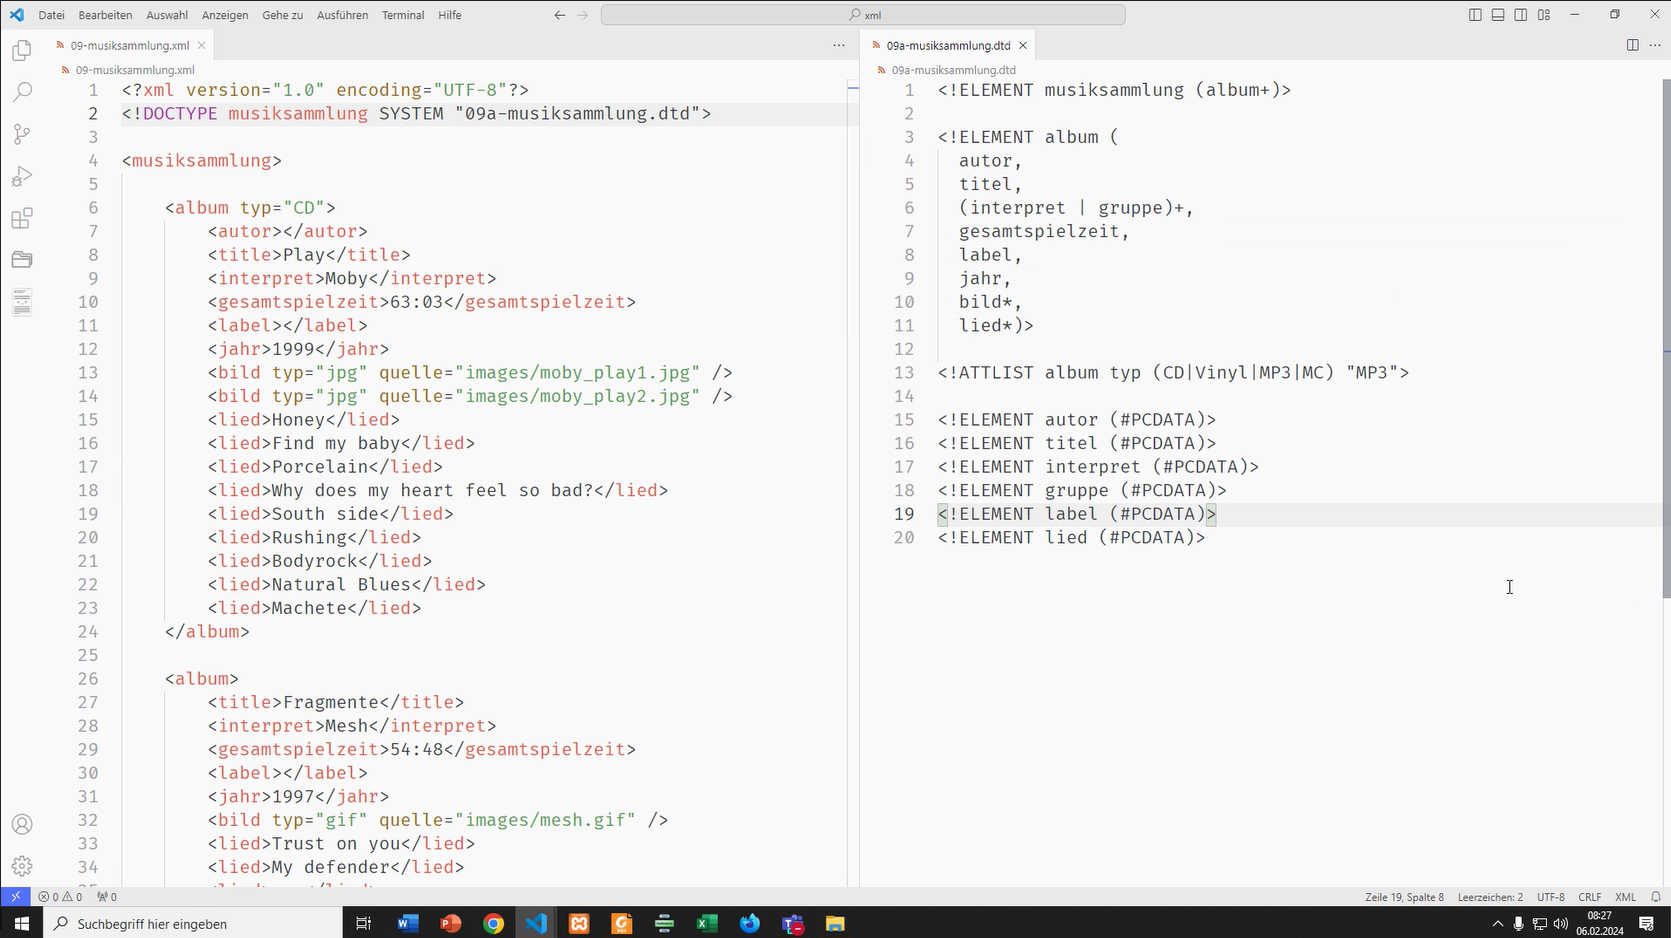 Datei Bearbeiten Auswahl Anzeigen Gehe zu Ausführen Terminal Hilfe xml
09-musiksammlung.xml
09-musiksammlung.xml
1 <?xml version="1.0" encoding="UTF-8"?>
2 <!DOCTYPE musiksammlung SYSTEM "09a-musiksammlung.dtd">
3
4 <musiksammlung>
5
6 <album typ="CD">
7 <autor></autor>
8 <title>Play</title>
9 <interpret>Moby</interpret>
10 <gesamtspielzeit>63:03</gesamtspielzeit>
11 <label></label>
12 <jahr>1999</jahr>
13 <bild typ="jpg" quelle="images/moby_play1.jpg" />
14 <bild typ="jpg" quelle="images/moby_play2.jpg" />
15 <lied>Honey</lied>
16 <lied>Find my baby</lied>
17 <lied>Porcelain</lied>
18 <lied>Why does my heart feel so bad?</lied>
19 <lied>South side</lied>
20 <lied>Rushing</lied>
21 <lied>Bodyrock</lied>
22 <lied>Natural Blues</lied>
23 <lied>Machete</lied>
24 </album>
25
26 <album>
27 <title>Fragmente</title>
28 <interpret>Mesh</interpret>
29 <gesamtspielzeit>54:48</gesamtspielzeit>
30 <label></label>
31 <jahr>1997</jahr>
32 <bild typ="gif" quelle="images/mesh.gif" />
33 <lied>Trust on you</lied>
34 <lied>My defender</lied>
09a-musiksammlung.dtd
09a-musiksammlung.dtd
1 <!ELEMENT musiksammlung (album+)>
2
3 <!ELEMENT album (
4 autor,
5 titel,
6 (interpret | gruppe)+,
7 gesamtspielzeit,
8 label,
9 jahr,
10 bild*,
11 lied*)>
12
13 <!ATTLIST album typ (CD|Vinyl|MP3|MC) "MP3">
14
15 <!ELEMENT autor (#PCDATA)>
16 <!ELEMENT titel (#PCDATA)>
17 <!ELEMENT interpret (#PCDATA)>
18 <!ELEMENT gruppe (#PCDATA)>
19 <!ELEMENT label (#PCDATA)>
20 <!ELEMENT lied (#PCDATA)>
0 0 0 Zeile 19, Spalte 8 Leerzeichen: 2 UTF-8 CRLF XML
Suchbegriff hier eingeben
08:27
06.02.2024